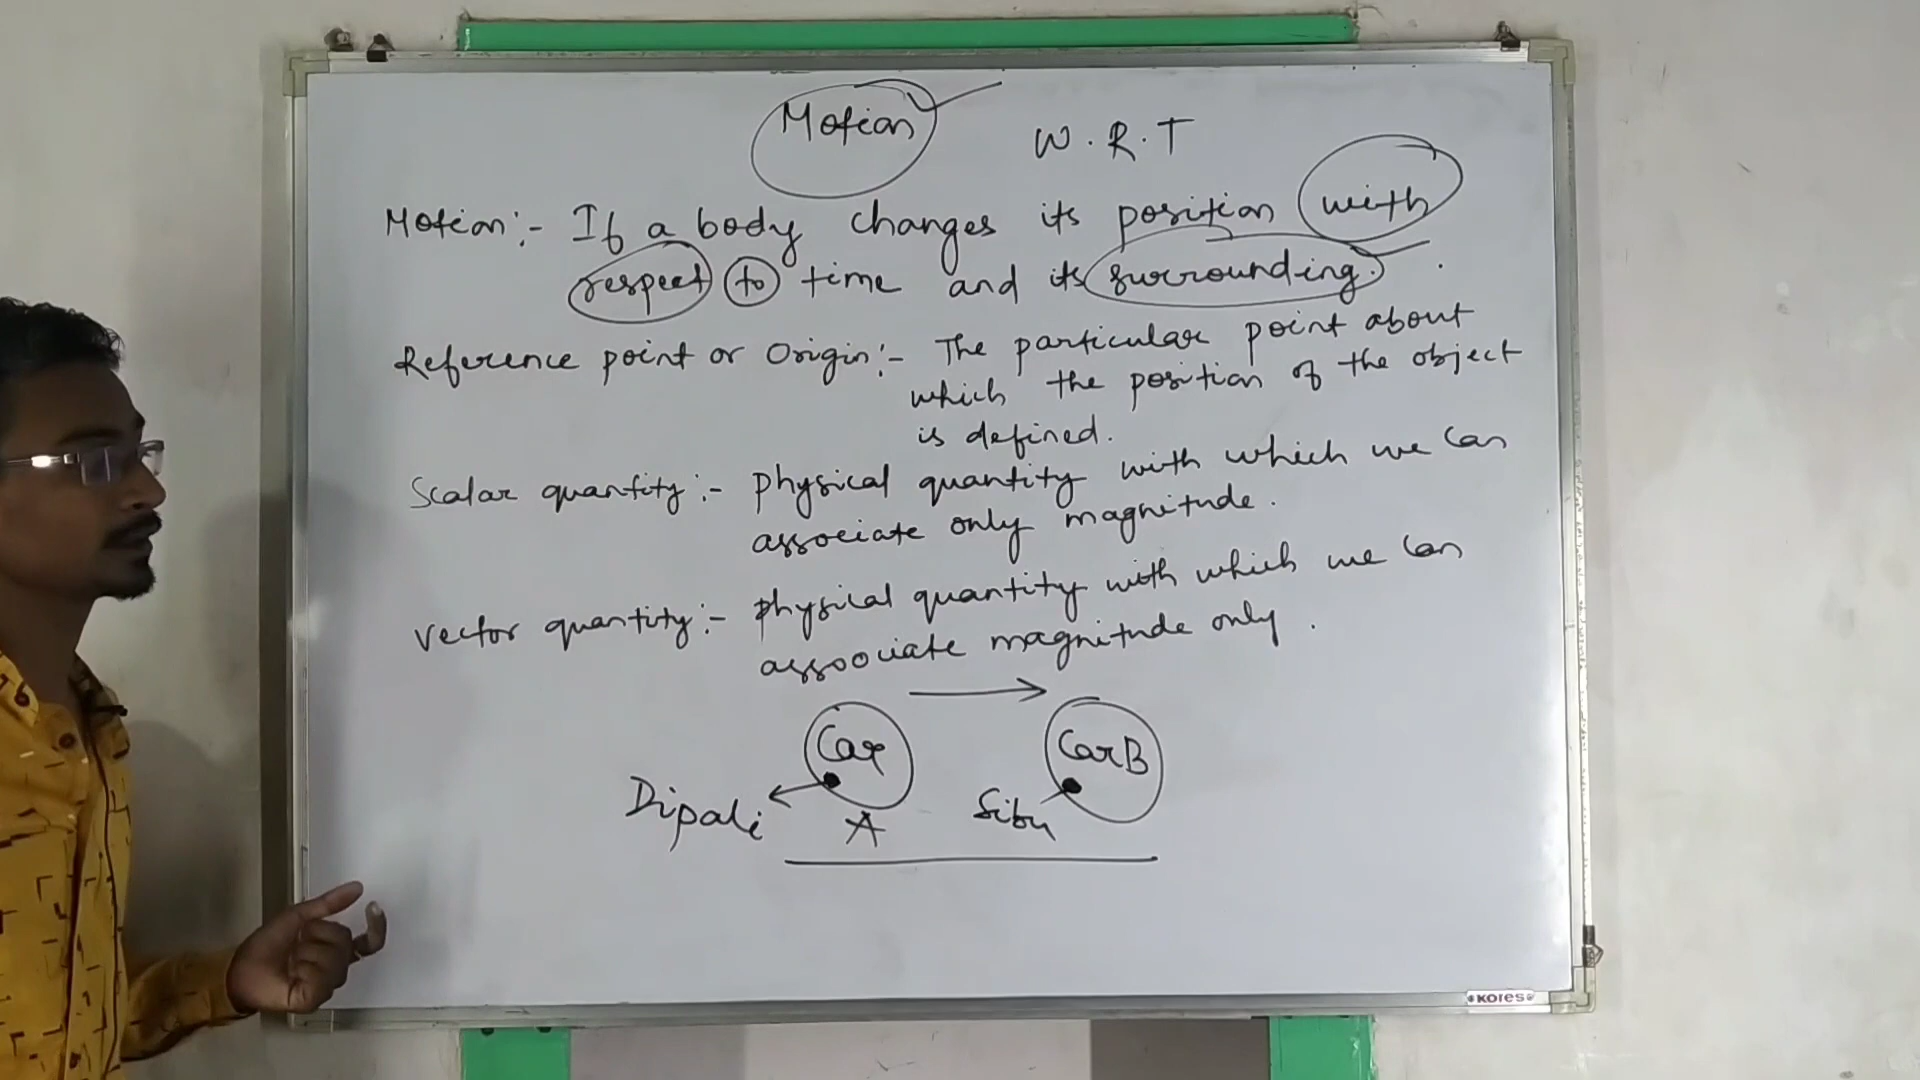 Motion
W.R.T
Motion:- If a body changes its position with
respect to time and its surrounding.
Reference point or Origin:- The particular point about
which the position of the object
is defined.
Scalar quantity:- Physical quantity with which we can
associate only magnitude.
Vector quantity:- Physical quantity with which we can
assoociate magnitude only.
Car
Car B
Dipali
A
Sibu
KORES